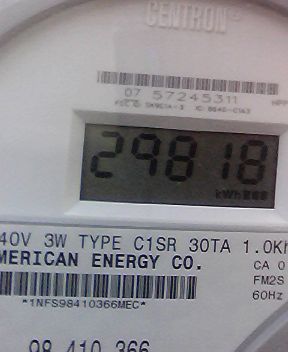 CENTRON®
07 57245311
29818
kWh
40V 3W TYPE C1SR 30TA 1.0Kh
MERICAN ENERGY CO.
CA 0
FM2S
60Hz
*1NFS98410366MEC*
98 410 366